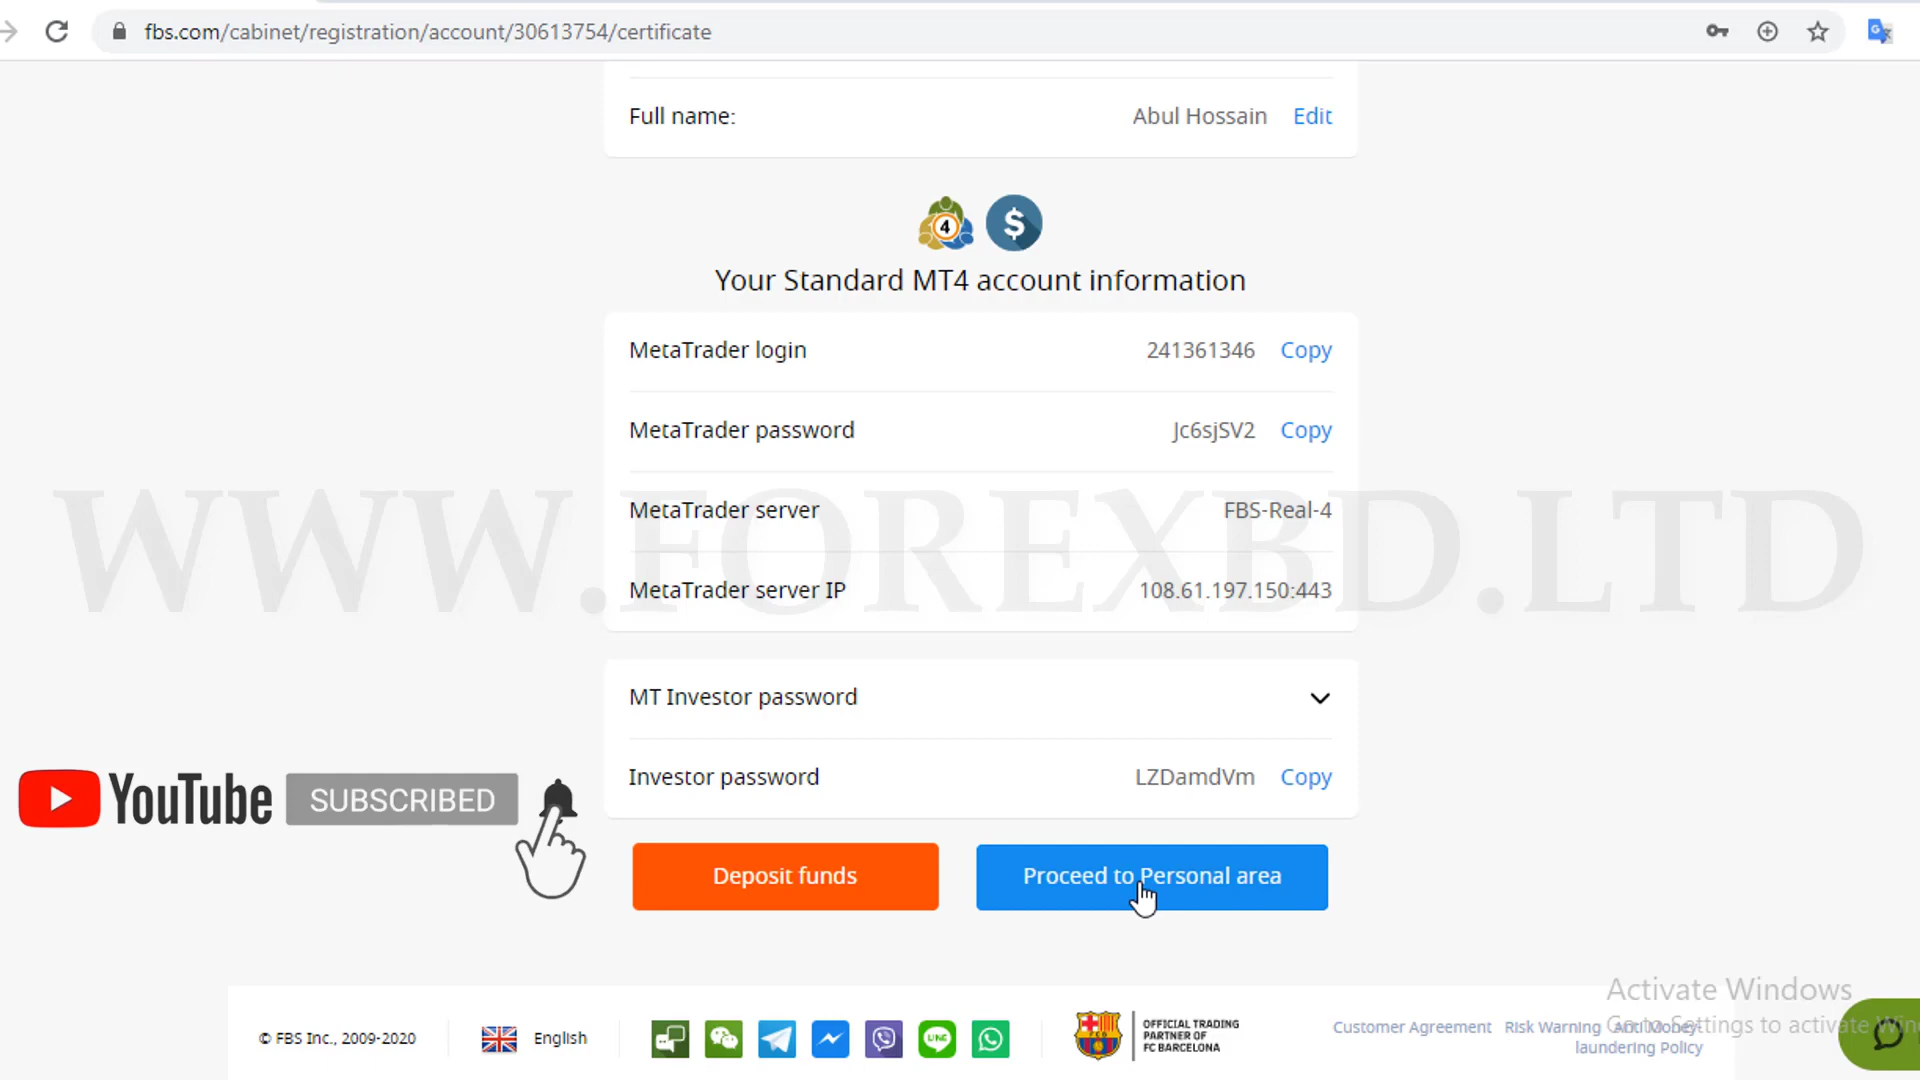 fbs.com/cabinet/registration/account/30613754/certificate
Full name: Abul Hossain Edit
4 $
Your Standard MT4 account information
MetaTrader login 241361346 Copy
MetaTrader password Jc6sjSV2 Copy
MetaTrader server FBS-Real-4
WWW.FOREXBD.LTD
MetaTrader server IP 108.61.197.150:443
MT Investor password
Investor password LZDamdVm Copy
YouTube SUBSCRIBED
Deposit funds Proceed to Personal area
Activate Windows
Go to Settings to activate Win
© FBS Inc., 2009-2020 English
LINE
FCB
OFFICIAL TRADING
PARTNER OF
FC BARCELONA
Customer Agreement Risk Warning Anti Money-
laundering Policy